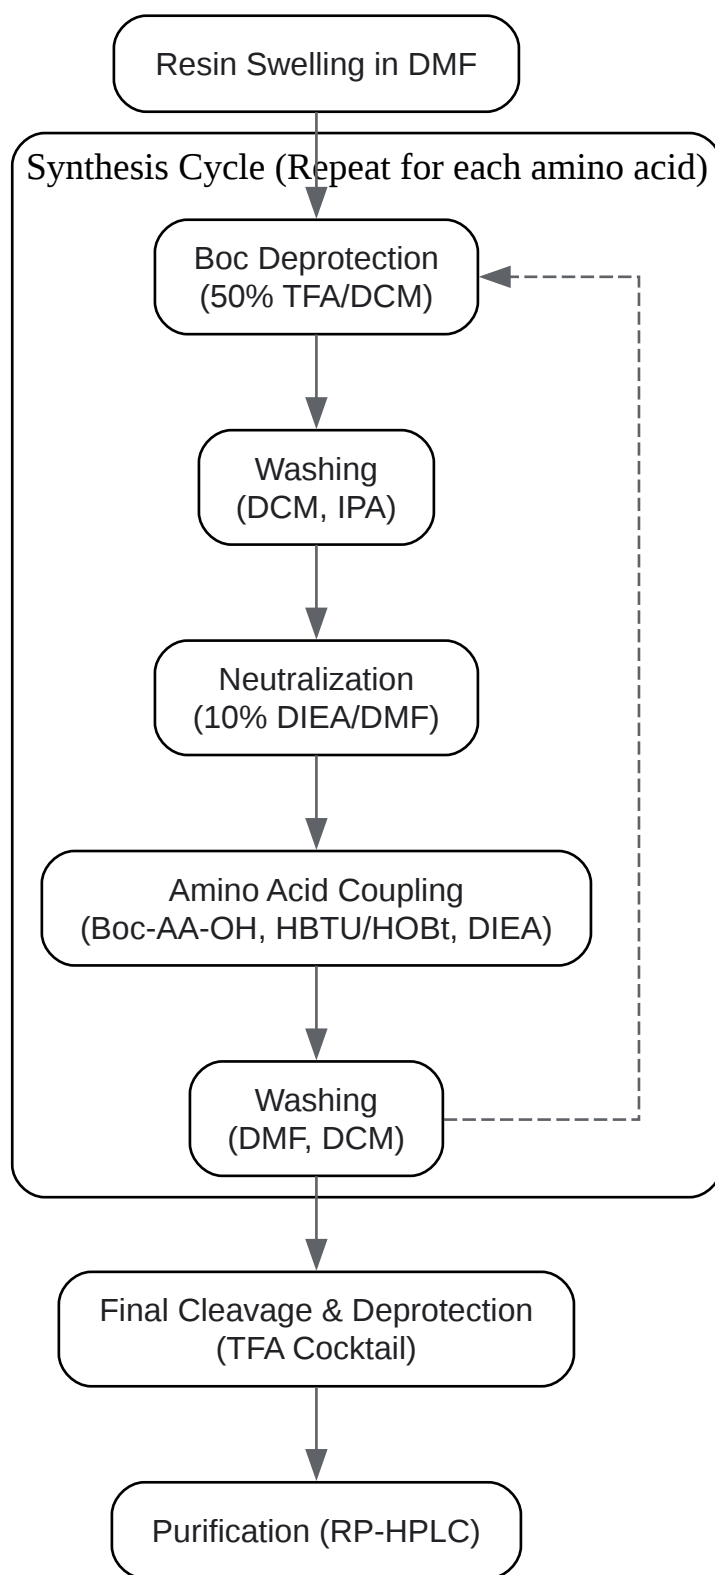 Resin Swelling in DMF
Synthesis Cycle (Repeat for each amino acid)
Boc Deprotection
(50% TFA/DCM)
Washing
(DCM, IPA)
Neutralization
(10% DIEA/DMF)
Amino Acid Coupling
(Boc-AA-OH, HBTU/HOBt, DIEA)
Washing
(DMF, DCM)
Final Cleavage & Deprotection
(TFA Cocktail)
Purification (RP-HPLC)